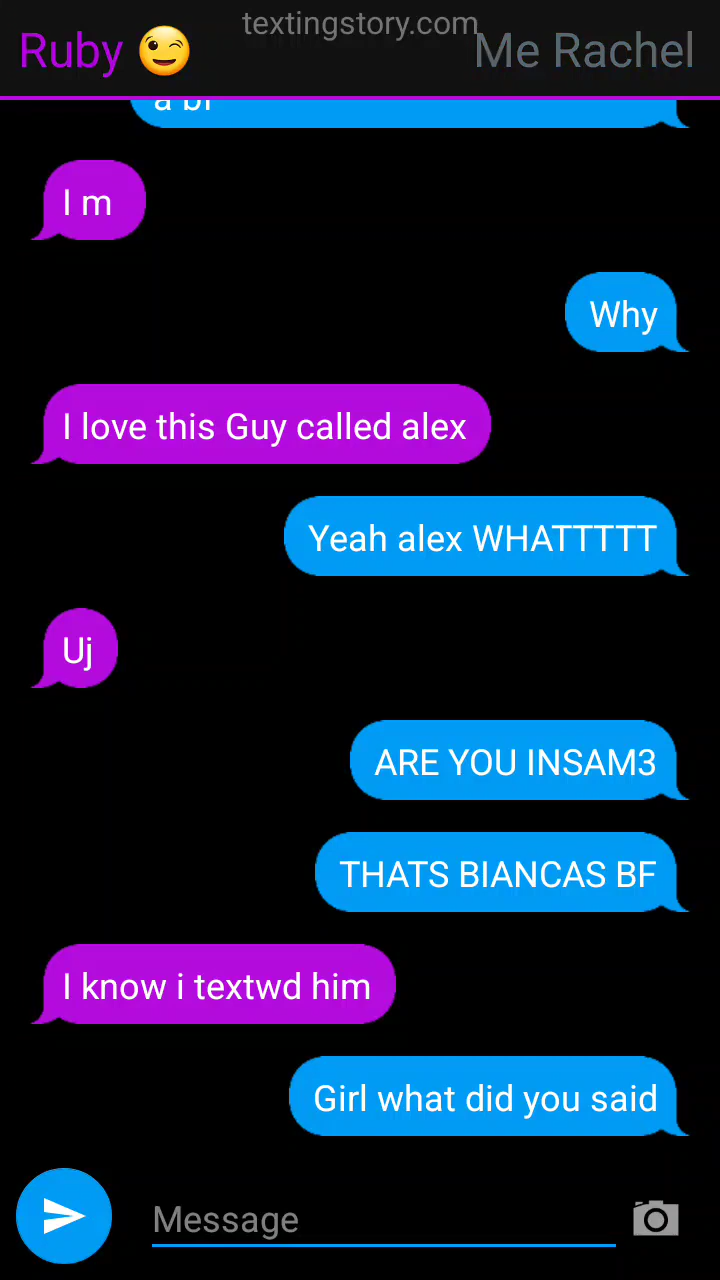 textingstory.com
Ruby 😉
Me Rachel
a bf
I m
Why
I love this Guy called alex
Yeah alex WHATTTTT
Uj
ARE YOU INSAM3
THATS BIANCAS BF
I know i textwd him
Girl what did you said
Message